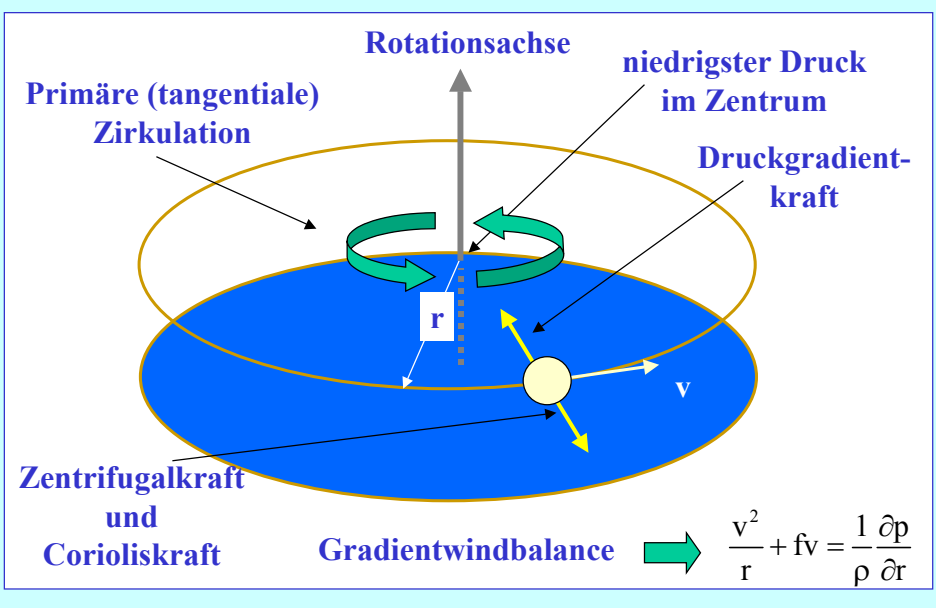 Rotationsachse
niedrigster Druck
im Zentrum
Primäre (tangentiale)
Zirkulation
Druckgradient-
kraft
r
v
Zentrifugalkraft
und
Corioliskraft
Gradientwindbalance
v²/r + fv = 1/ρ ∂p/∂r